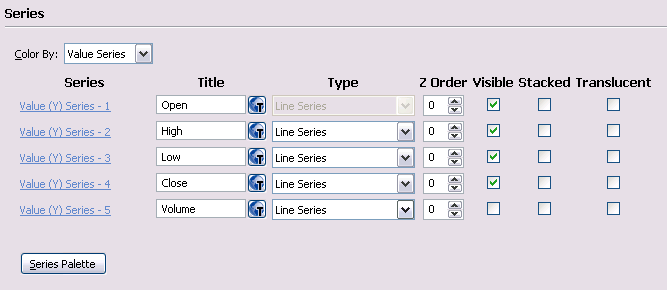 Series
Color By: Value Series
Series Title Type Z Order Visible Stacked Translucent
Value (Y) Series - 1 Open T Line Series 0
Value (Y) Series - 2 High T Line Series 0
Value (Y) Series - 3 Low T Line Series 0
Value (Y) Series - 4 Close T Line Series 0
Value (Y) Series - 5 Volume T Line Series 0
Series Palette